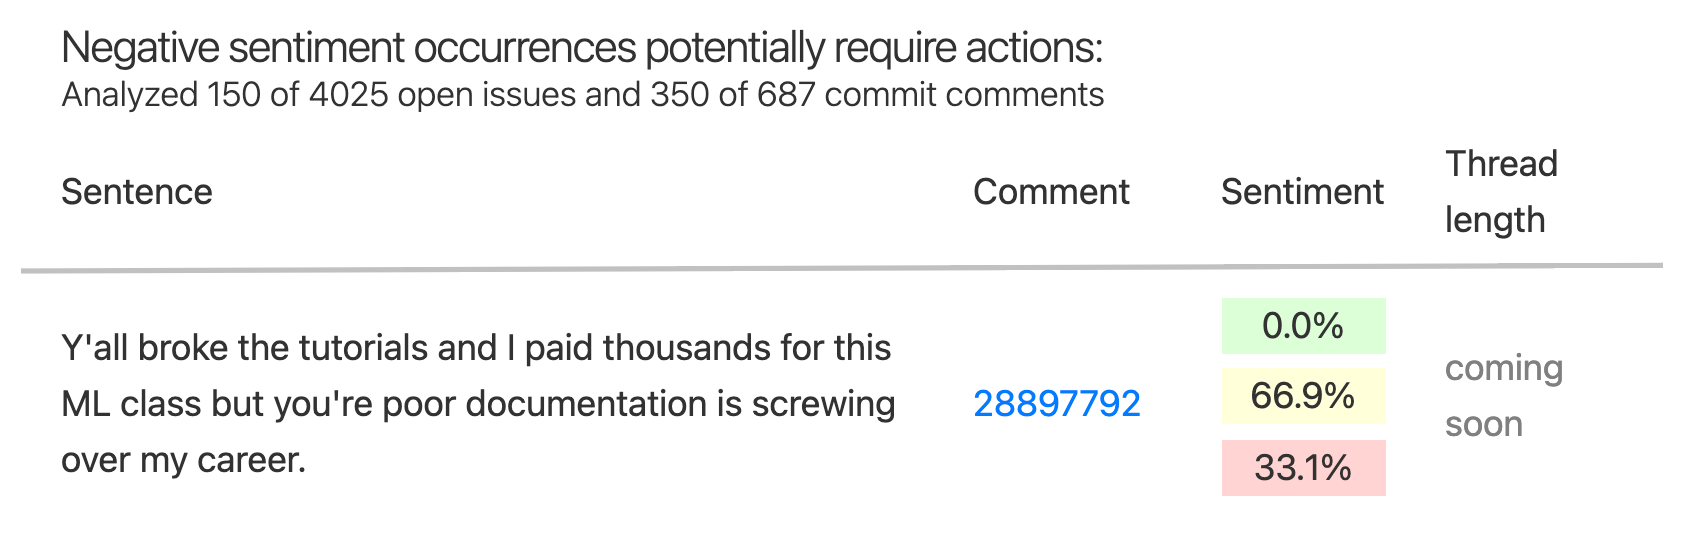 Negative sentiment occurrences potentially require actions:
Analyzed 150 of 4025 open issues and 350 of 687 commit comments
Sentence
Comment
Sentiment
Thread
length
Y'all broke the tutorials and I paid thousands for this
ML class but you're poor documentation is screwing
over my career.
28897792
0.0%
66.9%
33.1%
coming
soon